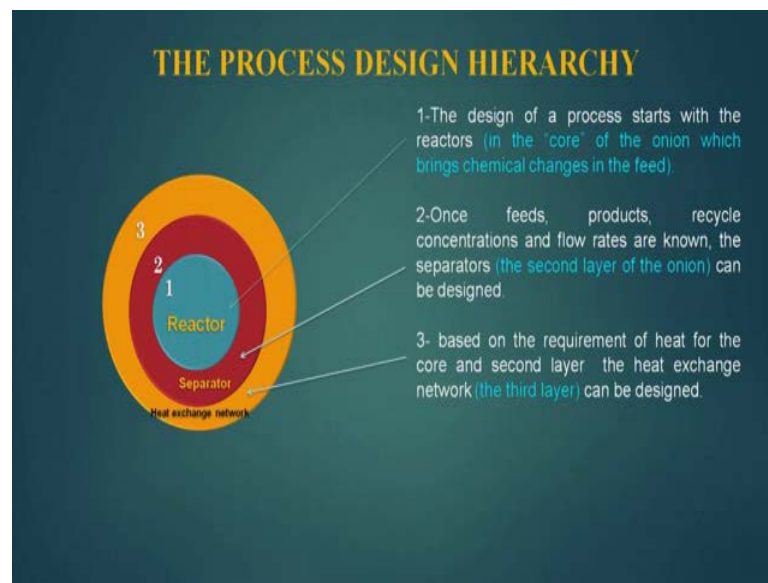 THE PROCESS DESIGN HIERARCHY
1-The design of a process starts with the
reactors (in the "core" of the onion which
brings chemical changes in the feed).
2-Once feeds, products, recycle
concentrations and flow rates are known, the
separators (the second layer of the onion) can
be designed.
3- based on the requirement of heat for the
core and second layer the heat exchange
network (the third layer) can be designed.
3
2
1
Reactor
Separator
Heat exchange network